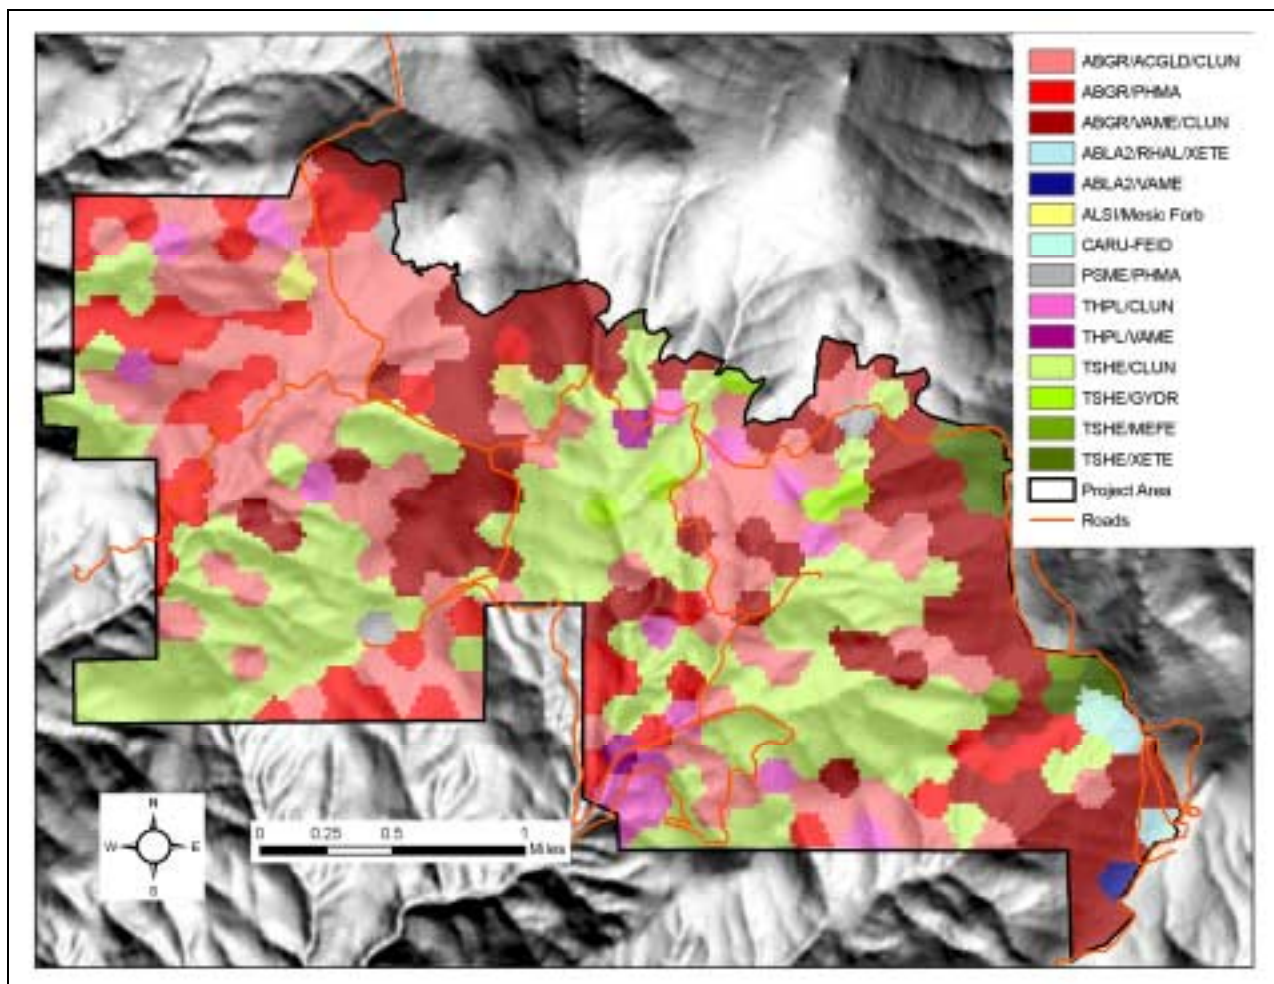 ABGR/ACGLD/CLUN
ABGR/PHMA
ABGR/VAME/CLUN
ABLA2/RHAL/XETE
ABLA2/VAME
ALSI/Mesic Forb
CARU-FEID
PSME/PHMA
THPL/CLUN
THPL/VAME
TSHE/CLUN
TSHE/GYDR
TSHE/MEFE
TSHE/XETE
Project Area
Roads
N
W E
S
0 0.25 0.5 1
Miles